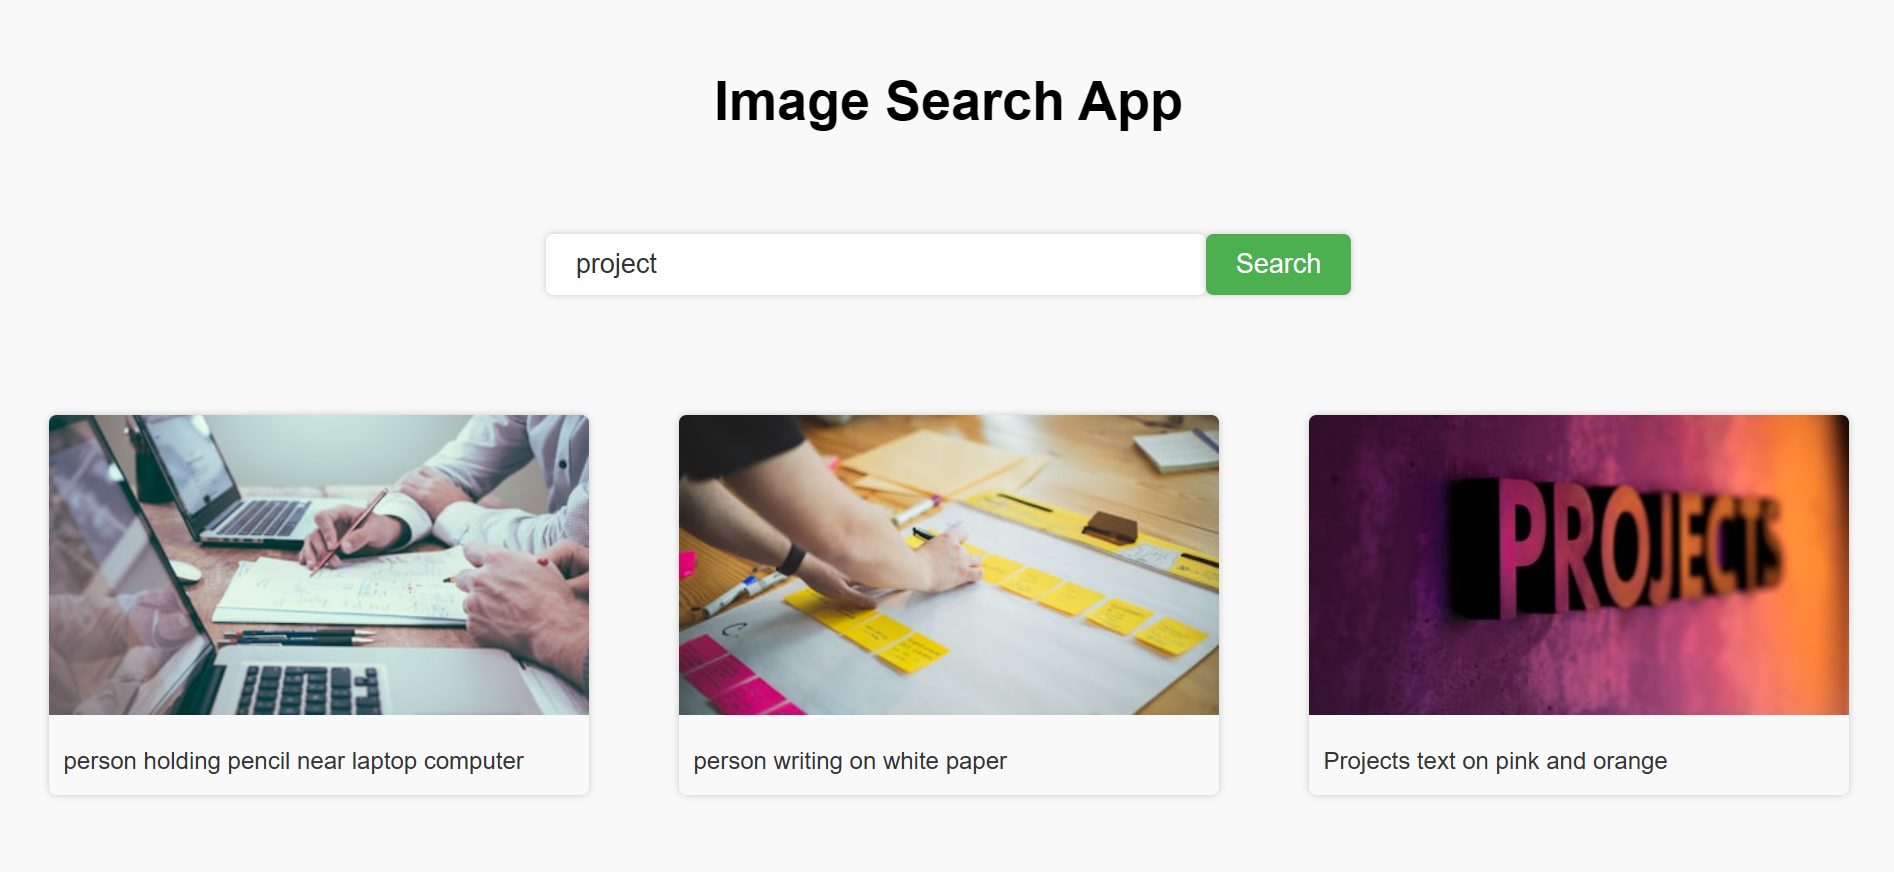 Image Search App
project
Search
PROJECTS
C.
person holding pencil near laptop computer
person writing on white paper
Projects text on pink and orange